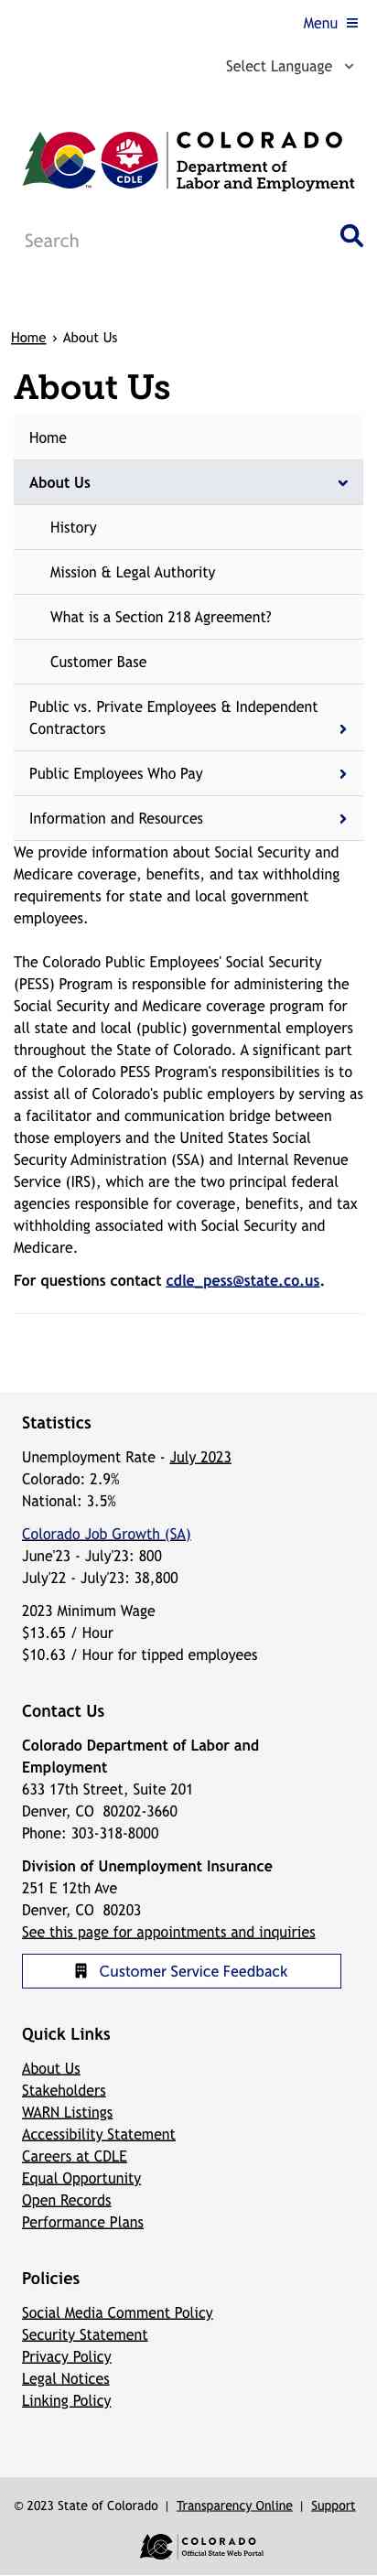 Menu
Select Language
COLORADO
Department of
Labor and Employment
CDLE
TM
Search
Home › About Us
About Us
Home
About Us
History
Mission & Legal Authority
What is a Section 218 Agreement?
Customer Base
Public vs. Private Employees & Independent
Contractors
Public Employees Who Pay
Information and Resources
We provide information about Social Security and
Medicare coverage, benefits, and tax withholding
requirements for state and local government
employees.
The Colorado Public Employees' Social Security
(PESS) Program is responsible for administering the
Social Security and Medicare coverage program for
all state and local (public) governmental employers
throughout the State of Colorado. A significant part
of the Colorado PESS Program's responsibilities is to
assist all of Colorado's public employers by serving as
a facilitator and communication bridge between
those employers and the United States Social
Security Administration (SSA) and Internal Revenue
Service (IRS), which are the two principal federal
agencies responsible for coverage, benefits, and tax
withholding associated with Social Security and
Medicare.
For questions contact cdle_pess@state.co.us.
Statistics
Unemployment Rate - July 2023
Colorado: 2.9%
National: 3.5%
Colorado Job Growth (SA)
June'23 - July'23: 800
July'22 - July'23: 38,800
2023 Minimum Wage
$13.65 / Hour
$10.63 / Hour for tipped employees
Contact Us
Colorado Department of Labor and
Employment
633 17th Street, Suite 201
Denver, CO  80202-3660
Phone: 303-318-8000
Division of Unemployment Insurance
251 E 12th Ave
Denver, CO  80203
See this page for appointments and inquiries
Customer Service Feedback
Quick Links
About Us
Stakeholders
WARN Listings
Accessibility Statement
Careers at CDLE
Equal Opportunity
Open Records
Performance Plans
Policies
Social Media Comment Policy
Security Statement
Privacy Policy
Legal Notices
Linking Policy
© 2023 State of Colorado | Transparency Online | Support
COLORADO
Official State Web Portal